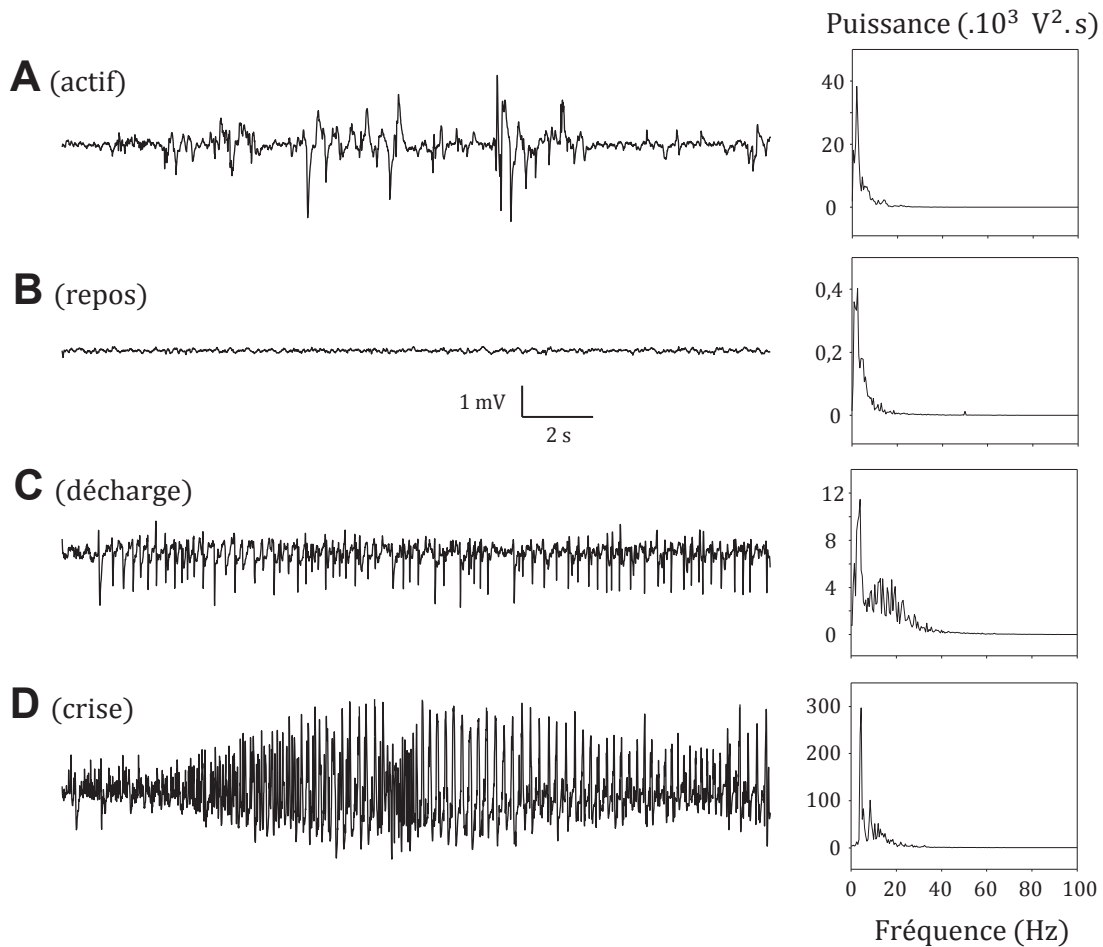 Puissance (.10³ V².s)
A (actif)
40
20
0
B (repos)
0,4
0,2
0
1 mV
2 s
C (décharge)
12
8
4
0
D (crise)
300
200
100
0
0 20 40 60 80 100
Fréquence (Hz)